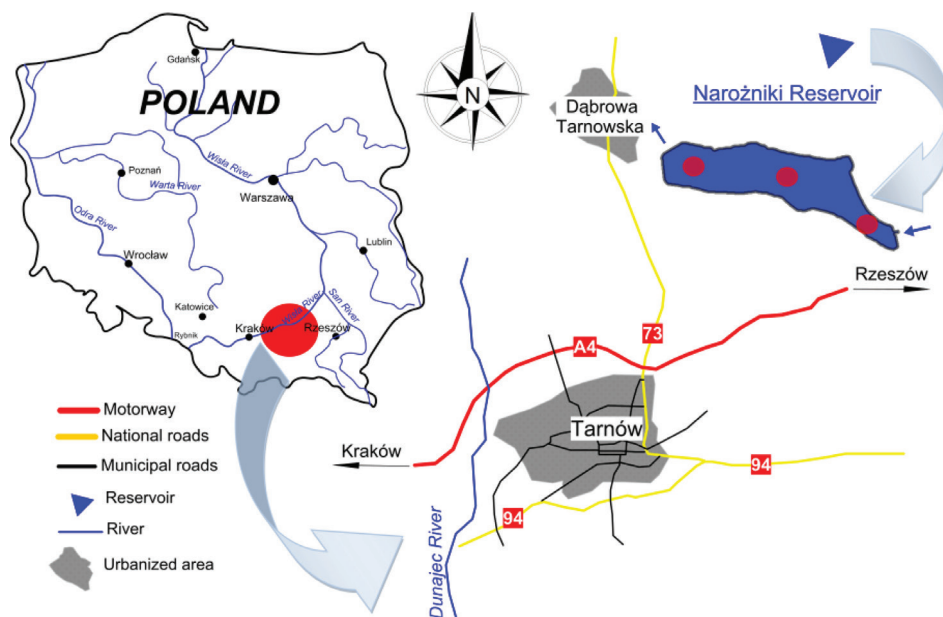 Gdańsk
POLAND
Wisła River
Poznań
Warta River
Warszawa
Odra River
Wrocław
Lublin
Katowice
Rybnik
Kraków
Wisła River
San River
Rzeszów
Motorway
National roads
Municipal roads
Reservoir
River
Urbanized area
N
Dąbrowa
Tarnowska
Narożniki Reservoir
Rzeszów
73
A4
Tarnów
Kraków
94
94
Dunajec River